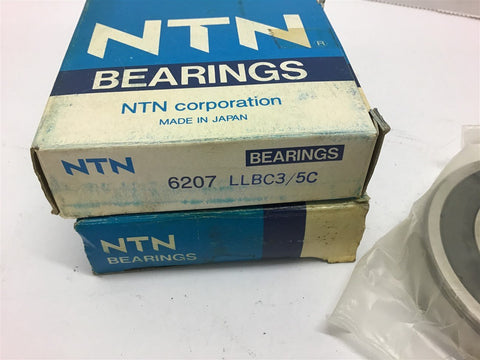 NTN
R
BEARINGS
NTN corporation
MADE IN JAPAN
NTN BEARINGS
6207 LLBC3/5C
NTN
BEARINGS